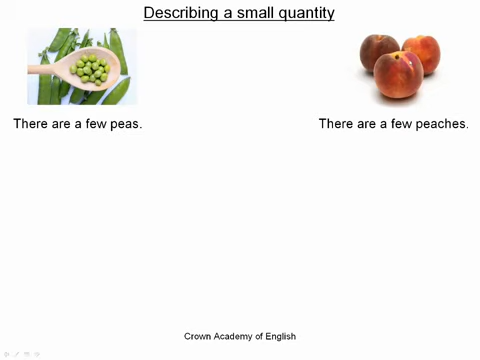 Describing a small quantity
There are a few peas.
There are a few peaches.
Crown Academy of English